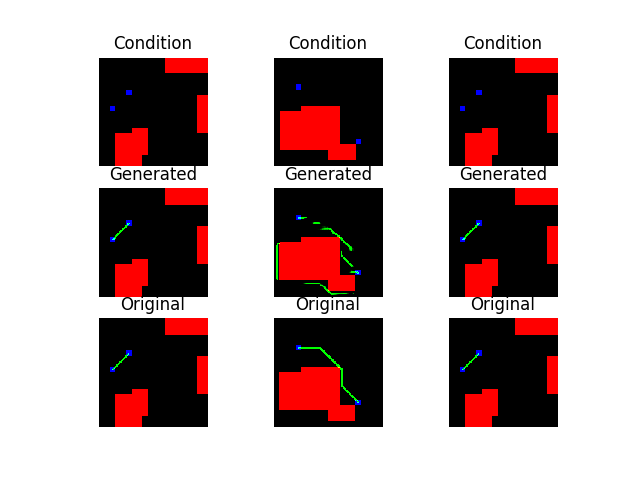 Condition Condition Condition
Generated Generated Generated
Original Original Original